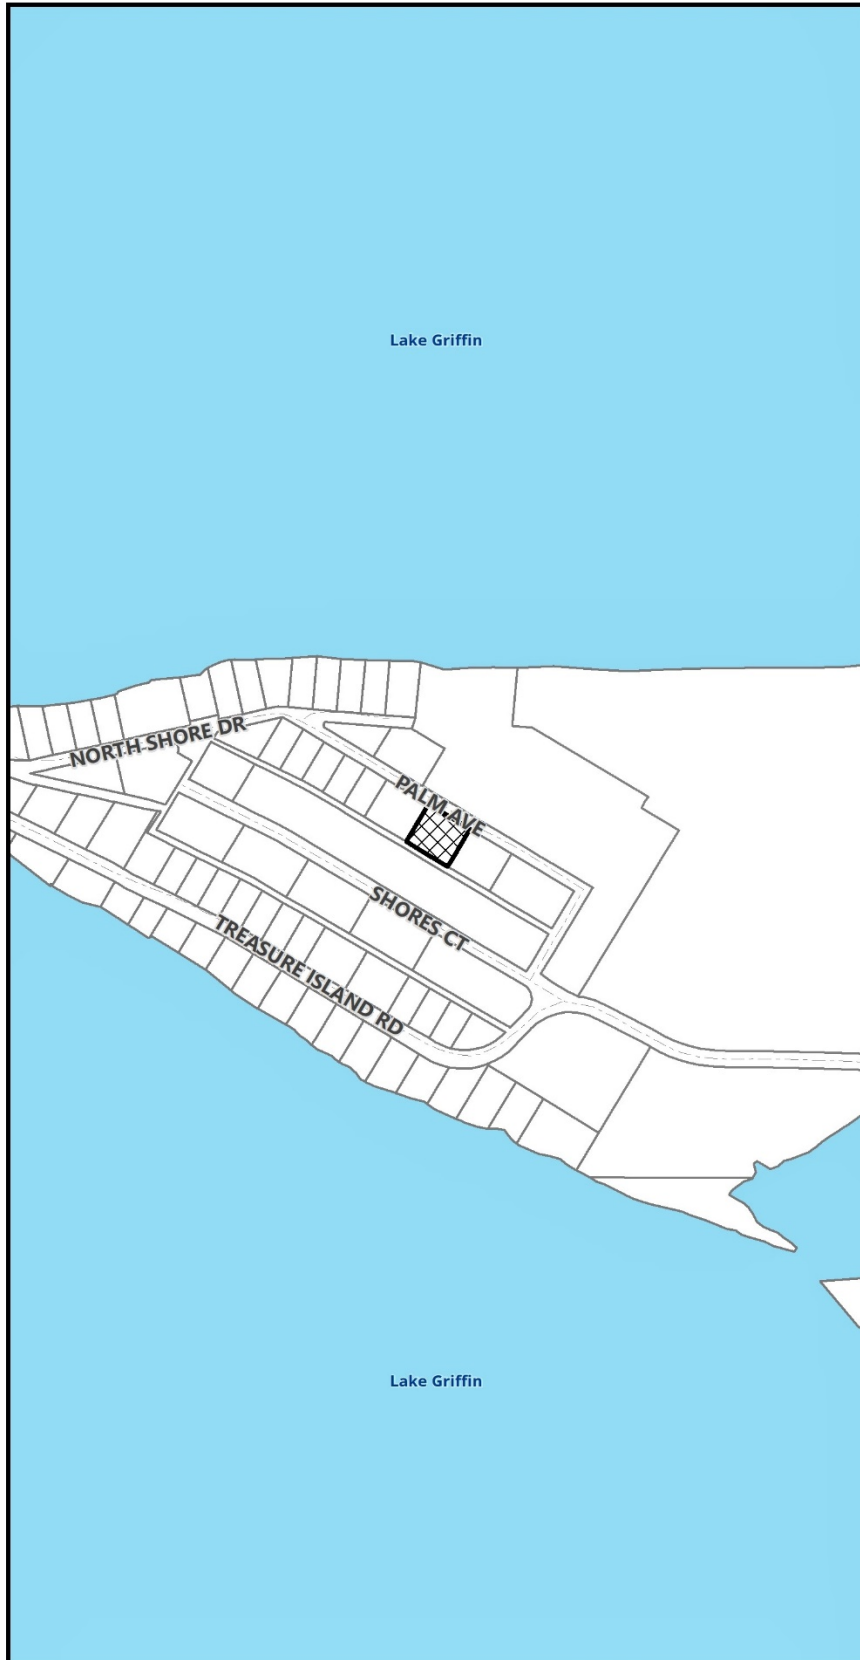 Lake Griffin
NORTH SHORE DR
PALM AVE
SHORES CT
TREASURE ISLAND RD
Lake Griffin